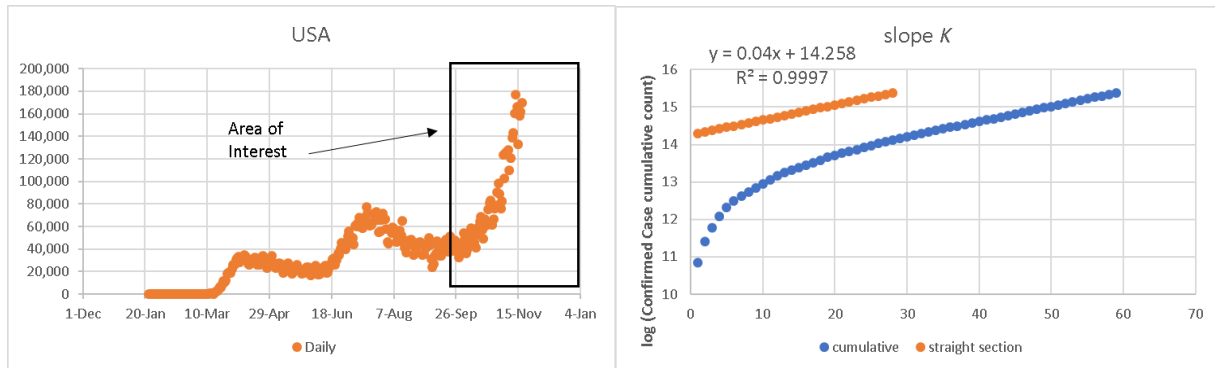 USA
200,000
180,000
160,000
140,000
120,000
100,000
80,000
60,000
40,000
20,000
0
Area of
Interest
1-Dec 20-Jan 10-Mar 29-Apr 18-Jun 7-Aug 26-Sep 15-Nov 4-Jan
Daily
slope K
y = 0.04x + 14.258
R² = 0.9997
log (Confirmed Case cumulative count)
16
15
14
13
12
11
10
0 10 20 30 40 50 60 70
cumulative straight section